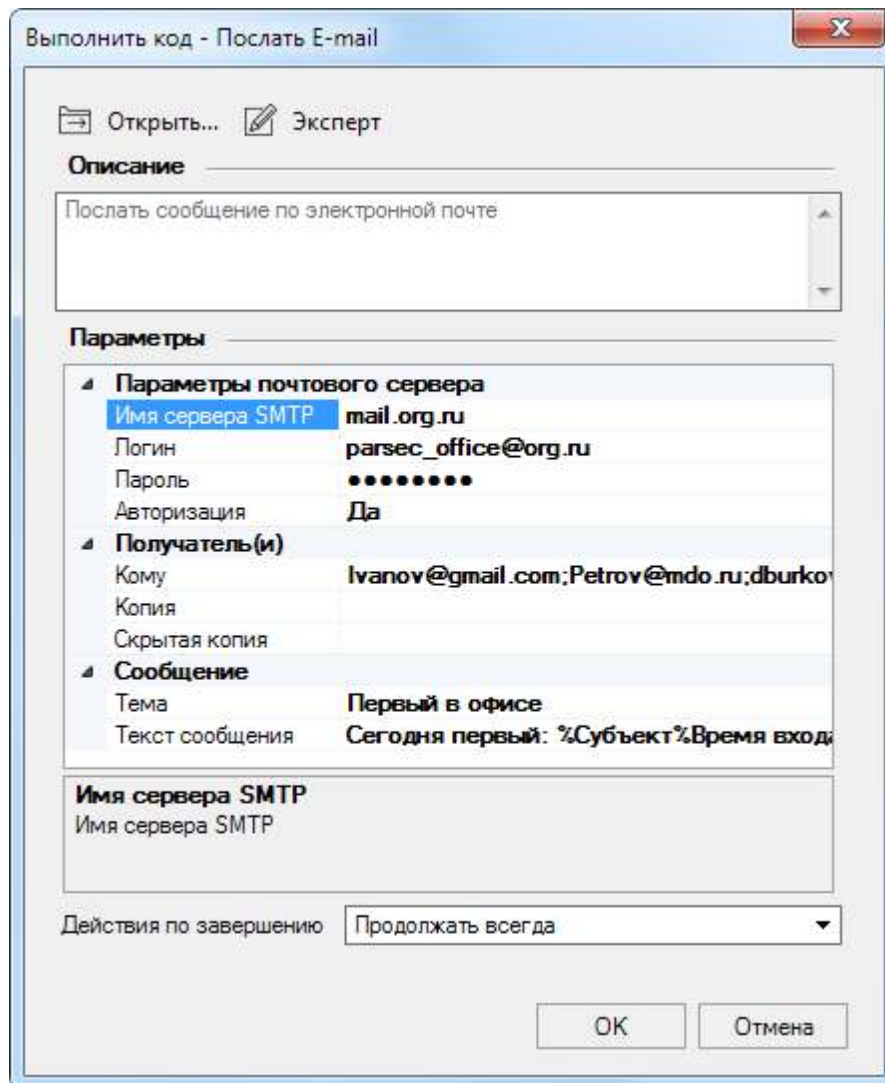 Выполнить код - Послать E-mail
Открыть... Эксперт
Описание
Послать сообщение по электронной почте
Параметры
Параметры почтового сервера
Имя сервера SMTP mail.org.ru
Логин parsec_office@org.ru
Пароль ●●●●●●●●
Авторизация Да
Получатель(и)
Кому Ivanov@gmail.com;Petrov@mdo.ru;dburkov
Копия
Скрытая копия
Сообщение
Тема Первый в офисе
Текст сообщения Сегодня первый: %Субъект%Время входа
Имя сервера SMTP
Имя сервера SMTP
Действия по завершению Продолжать всегда
OK Отмена